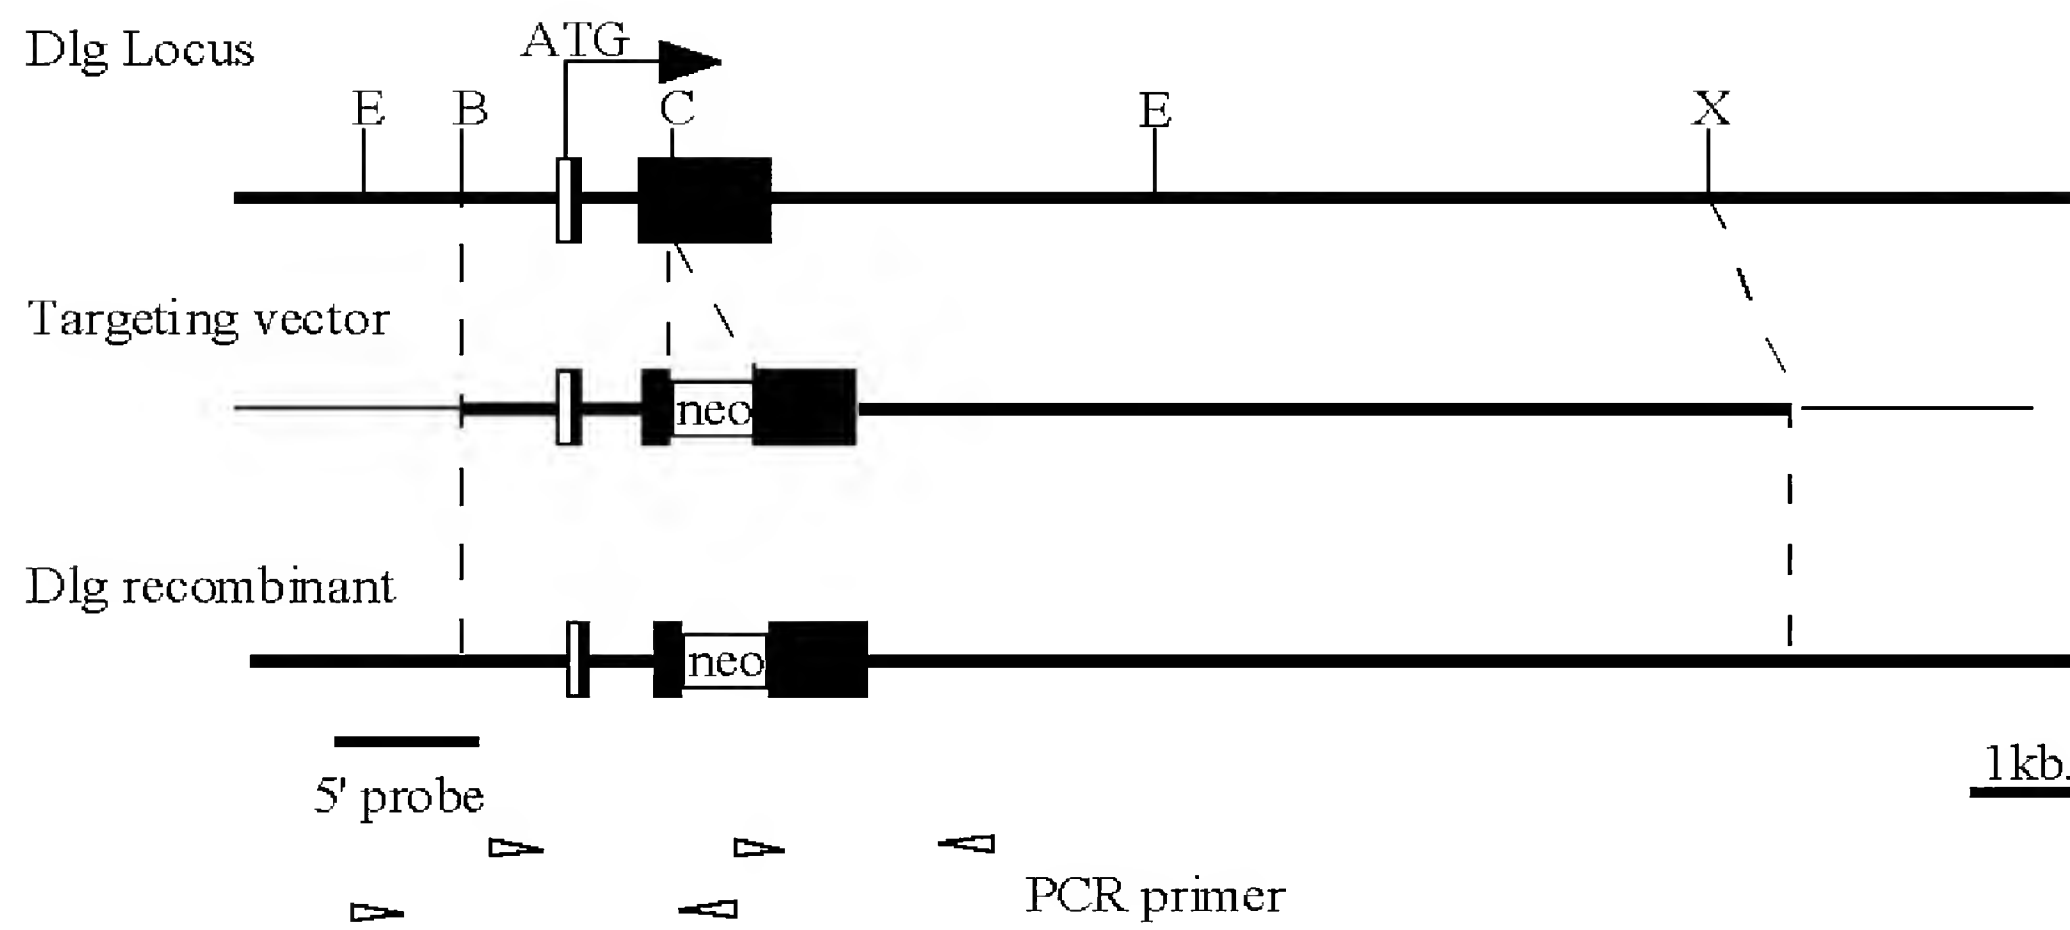 Dlg Locus
ATG
E B C E X
Targeting vector
neo
Dlg recombinant
neo
1kb.
5' probe
PCR primer